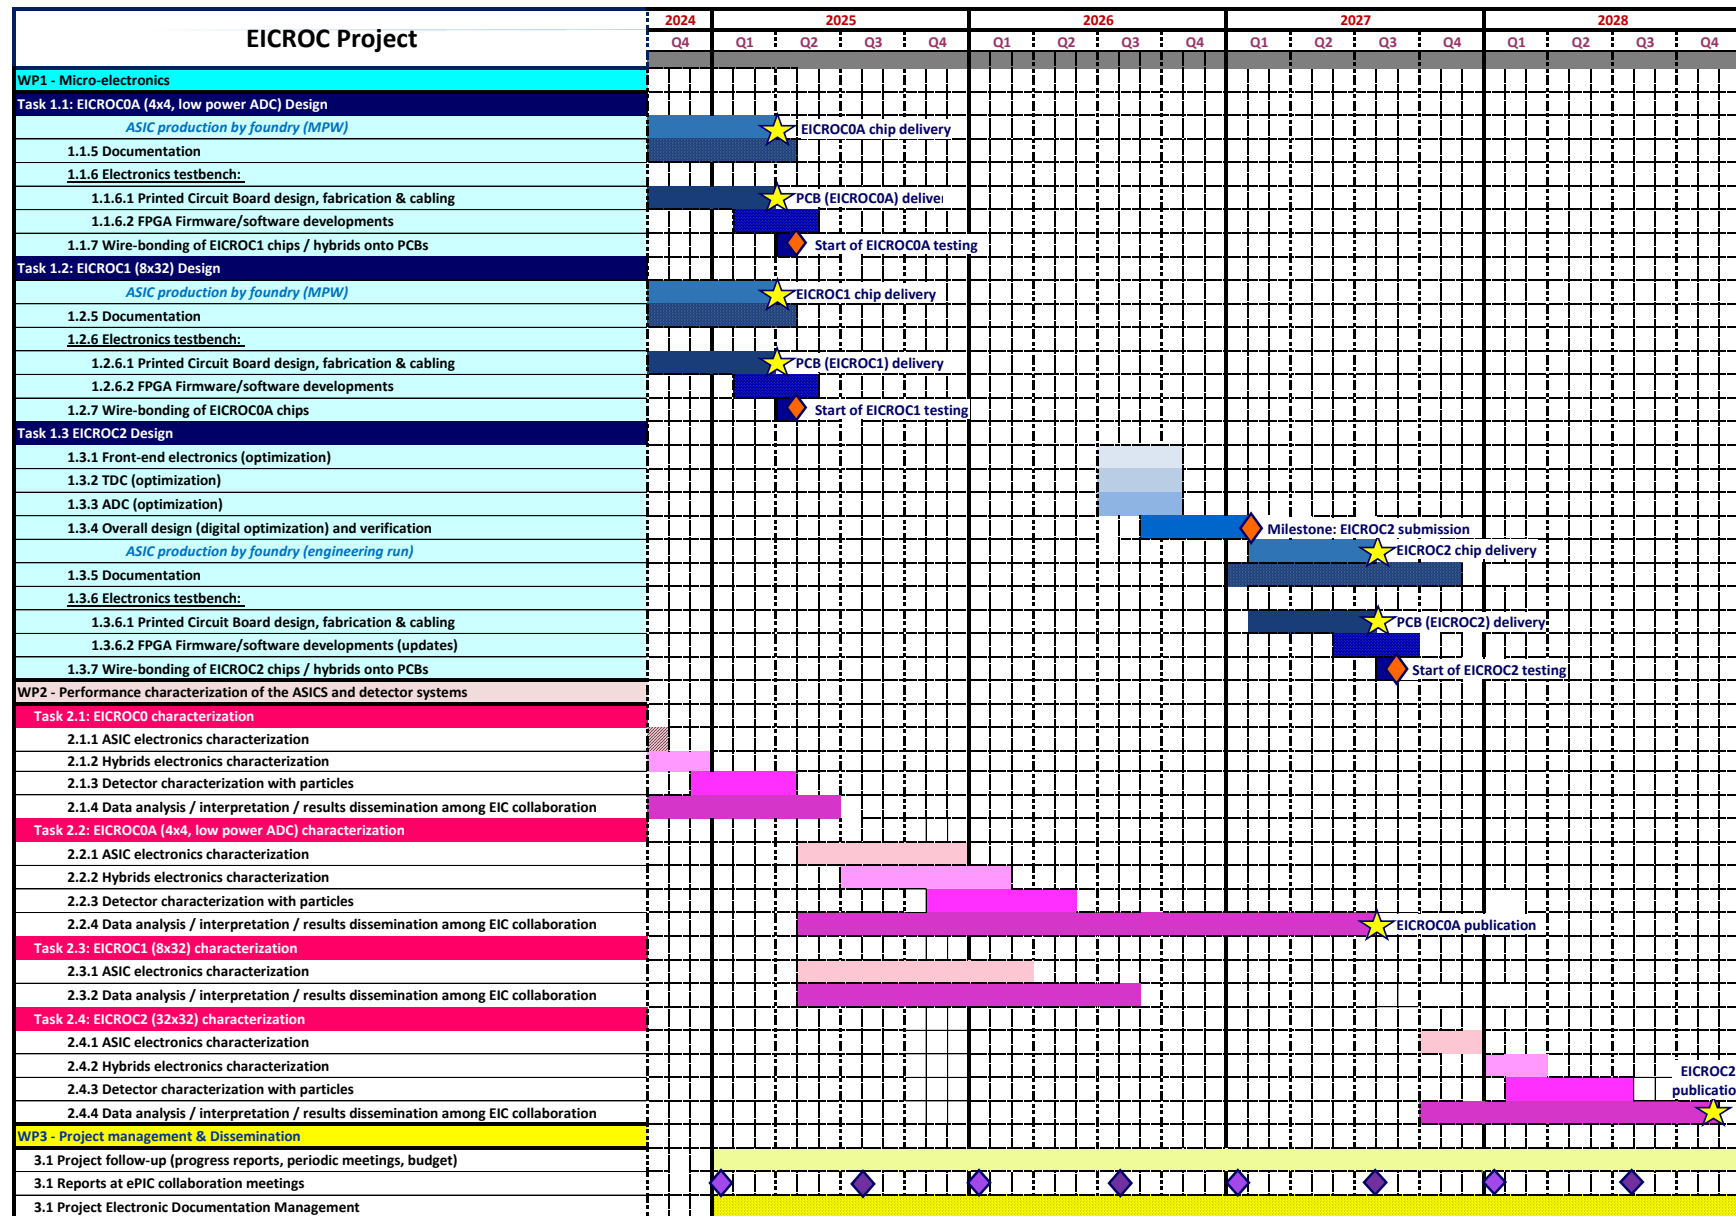 EICROC Project
2024 2025 2026 2027 2028
Q4 Q1 Q2 Q3 Q4 Q1 Q2 Q3 Q4 Q1 Q2 Q3 Q4 Q1 Q2 Q3 Q4
WP1 - Micro-electronics
Task 1.1: EICROC0A (4x4, low power ADC) Design
ASIC production by foundry (MPW) EICROC0A chip delivery
1.1.5 Documentation
1.1.6 Electronics testbench:
1.1.6.1 Printed Circuit Board design, fabrication & cabling PCB (EICROC0A) deliver
1.1.6.2 FPGA Firmware/software developments
1.1.7 Wire-bonding of EICROC1 chips / hybrids onto PCBs Start of EICROC0A testing
Task 1.2: EICROC1 (8x32) Design
ASIC production by foundry (MPW) EICROC1 chip delivery
1.2.5 Documentation
1.2.6 Electronics testbench:
1.2.6.1 Printed Circuit Board design, fabrication & cabling PCB (EICROC1) delivery
1.2.6.2 FPGA Firmware/software developments
1.2.7 Wire-bonding of EICROC0A chips Start of EICROC1 testing
Task 1.3 EICROC2 Design
1.3.1 Front-end electronics (optimization)
1.3.2 TDC (optimization)
1.3.3 ADC (optimization)
1.3.4 Overall design (digital optimization) and verification Milestone: EICROC2 submission
ASIC production by foundry (engineering run) EICROC2 chip delivery
1.3.5 Documentation
1.3.6 Electronics testbench:
1.3.6.1 Printed Circuit Board design, fabrication & cabling PCB (EICROC2) delivery
1.3.6.2 FPGA Firmware/software developments (updates)
1.3.7 Wire-bonding of EICROC2 chips / hybrids onto PCBs Start of EICROC2 testing
WP2 - Performance characterization of the ASICS and detector systems
Task 2.1: EICROC0 characterization
2.1.1 ASIC electronics characterization
2.1.2 Hybrids electronics characterization
2.1.3 Detector characterization with particles
2.1.4 Data analysis / interpretation / results dissemination among EIC collaboration
Task 2.2: EICROC0A (4x4, low power ADC) characterization
2.2.1 ASIC electronics characterization
2.2.2 Hybrids electronics characterization
2.2.3 Detector characterization with particles
2.2.4 Data analysis / interpretation / results dissemination among EIC collaboration EICROC0A publication
Task 2.3: EICROC1 (8x32) characterization
2.3.1 ASIC electronics characterization
2.3.2 Data analysis / interpretation / results dissemination among EIC collaboration
Task 2.4: EICROC2 (32x32) characterization
2.4.1 ASIC electronics characterization
2.4.2 Hybrids electronics characterization EICROC2
2.4.3 Detector characterization with particles publicatio
2.4.4 Data analysis / interpretation / results dissemination among EIC collaboration
WP3 - Project management & Dissemination
3.1 Project follow-up (progress reports, periodic meetings, budget)
3.1 Reports at ePIC collaboration meetings
3.1 Project Electronic Documentation Management